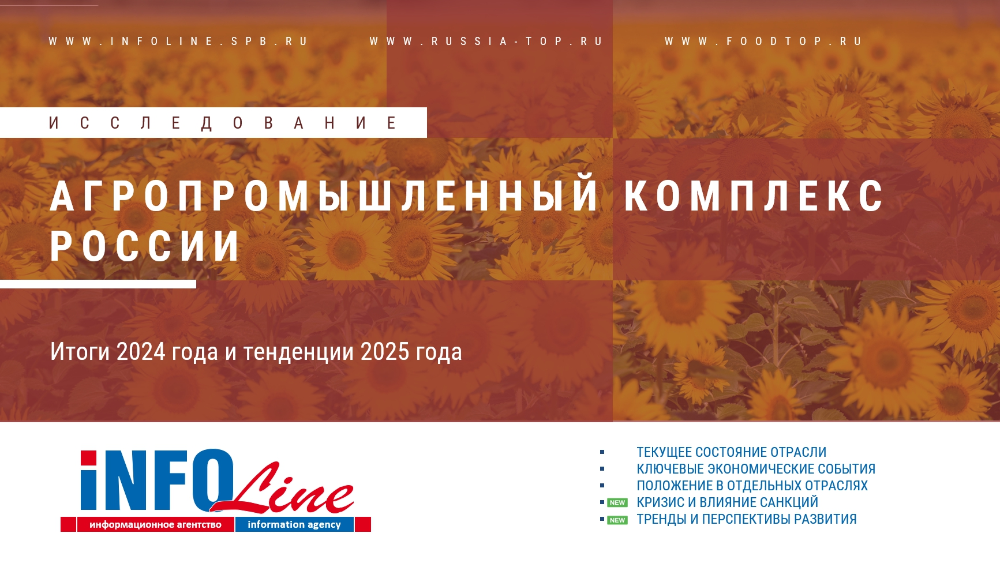 WWW.INFOLINE.SPB.RU WWW.RUSSIA-TOP.RU WWW.FOODTOP.RU
ИССЛЕДОВАНИЕ
АГРОПРОМЫШЛЕННЫЙ КОМПЛЕКС
РОССИИ
Итоги 2024 года и тенденции 2025 года
iNFOLine
информационное агентство information agency
ТЕКУЩЕЕ СОСТОЯНИЕ ОТРАСЛИ
КЛЮЧЕВЫЕ ЭКОНОМИЧЕСКИЕ СОБЫТИЯ
ПОЛОЖЕНИЕ В ОТДЕЛЬНЫХ ОТРАСЛЯХ
NEW КРИЗИС И ВЛИЯНИЕ САНКЦИЙ
NEW ТРЕНДЫ И ПЕРСПЕКТИВЫ РАЗВИТИЯ